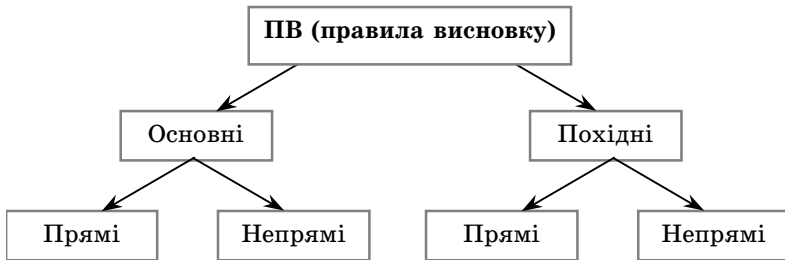 ПВ (правила висновку)
Основні Похідні
Прямі Непрямі Прямі Непрямі